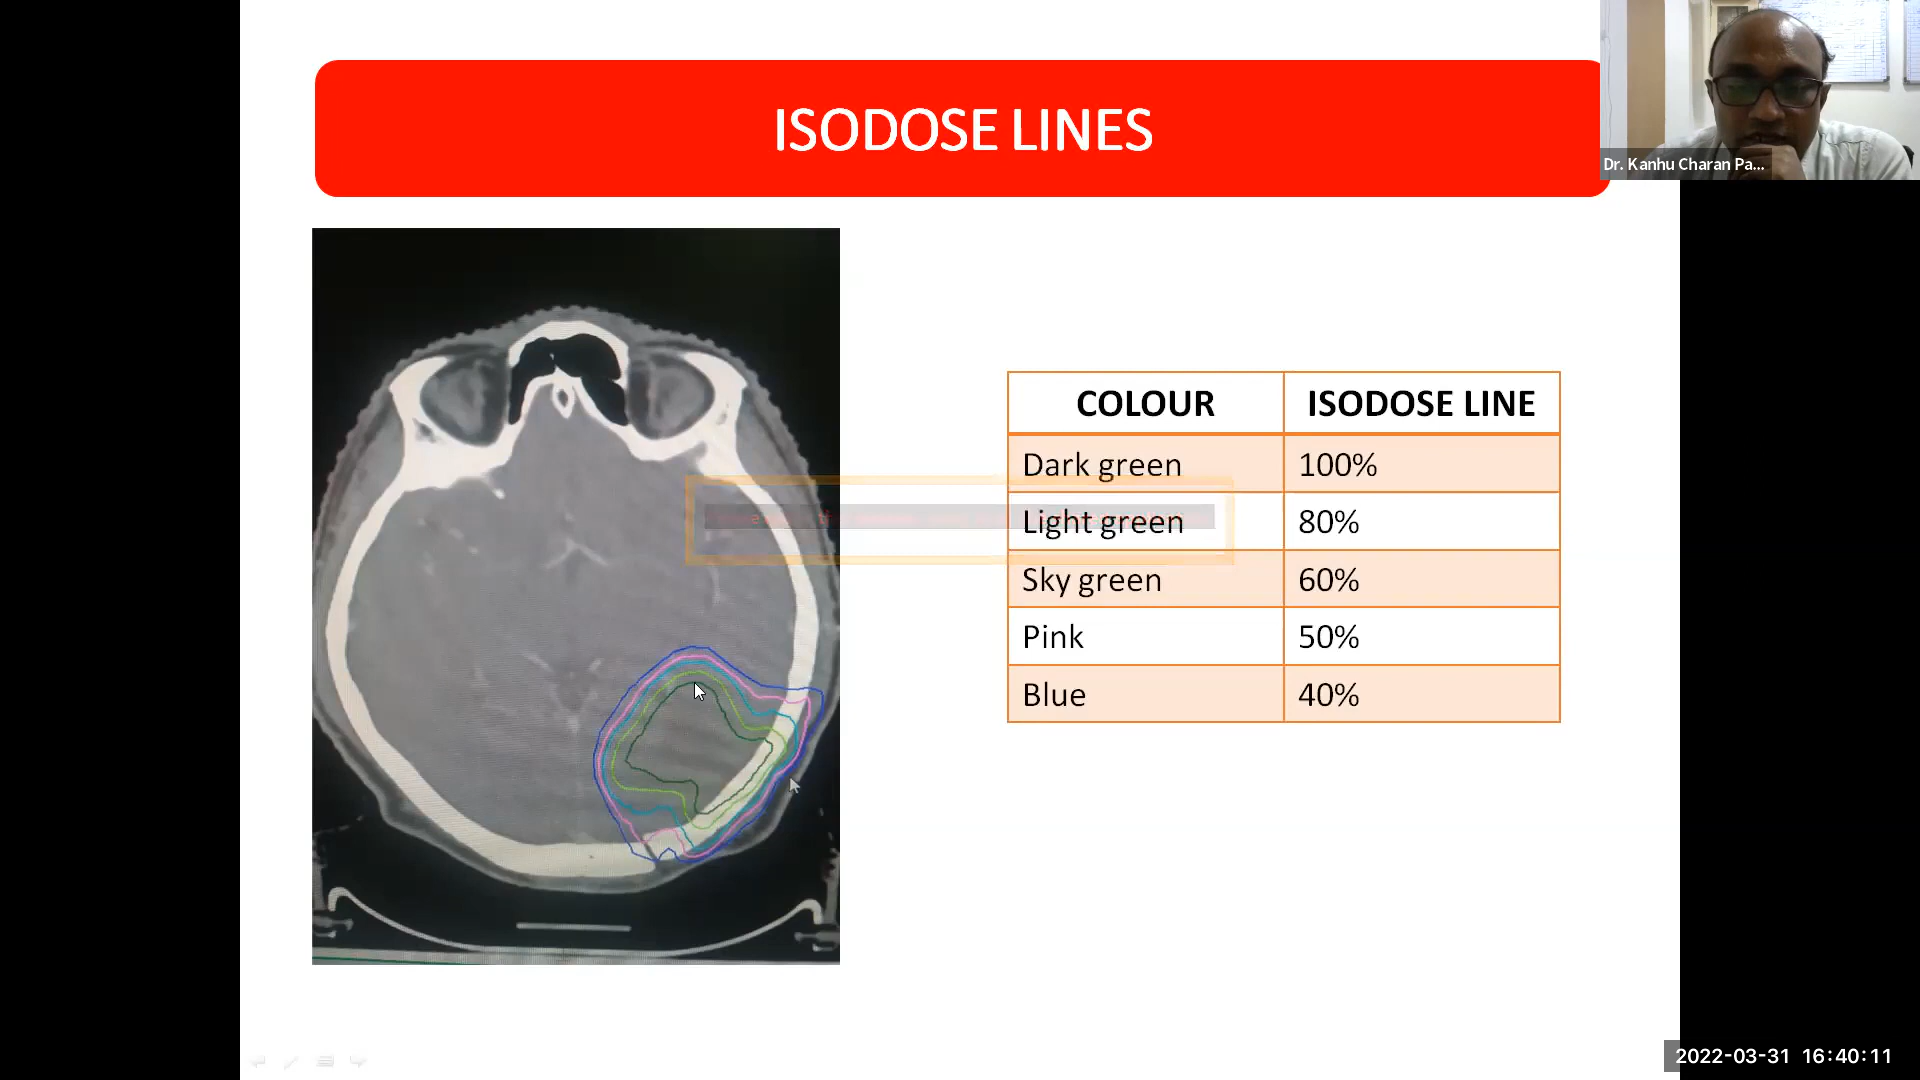 ISODOSE LINES
Dr. Kanhu Charan Pa...
COLOUR ISODOSE LINE
Dark green 100%
Light green 80%
Sky green 60%
Pink 50%
Blue 40%
2022-03-31 16:40:11